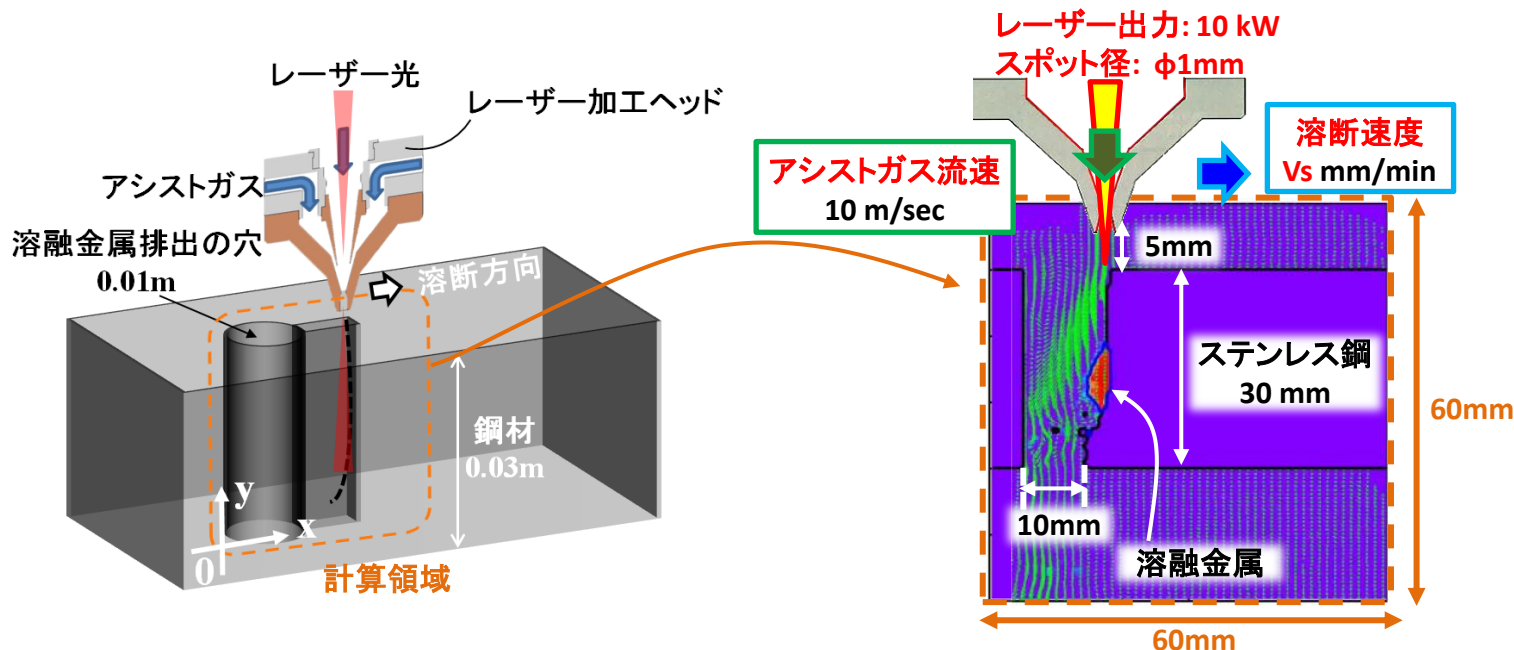 レーザー光
レーザー加工ヘッド
アシストガス
溶融金属排出の穴
0.01m
溶断方向
鋼材
0.03m
y
x
0
計算領域
レーザー出力: 10 kW
スポット径: φ1mm
アシストガス流速
10 m/sec
溶断速度
Vs mm/min
5mm
ステンレス鋼
30 mm
60mm
10mm
溶融金属
60mm